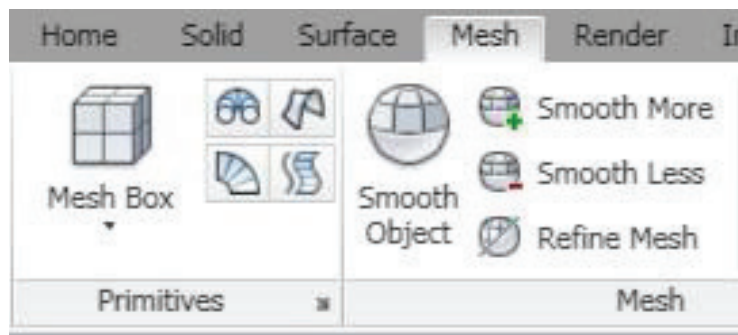 Home Solid Surface Mesh Render
Mesh Box
Smooth Object
Smooth More
Smooth Less
Refine Mesh
Primitives Mesh